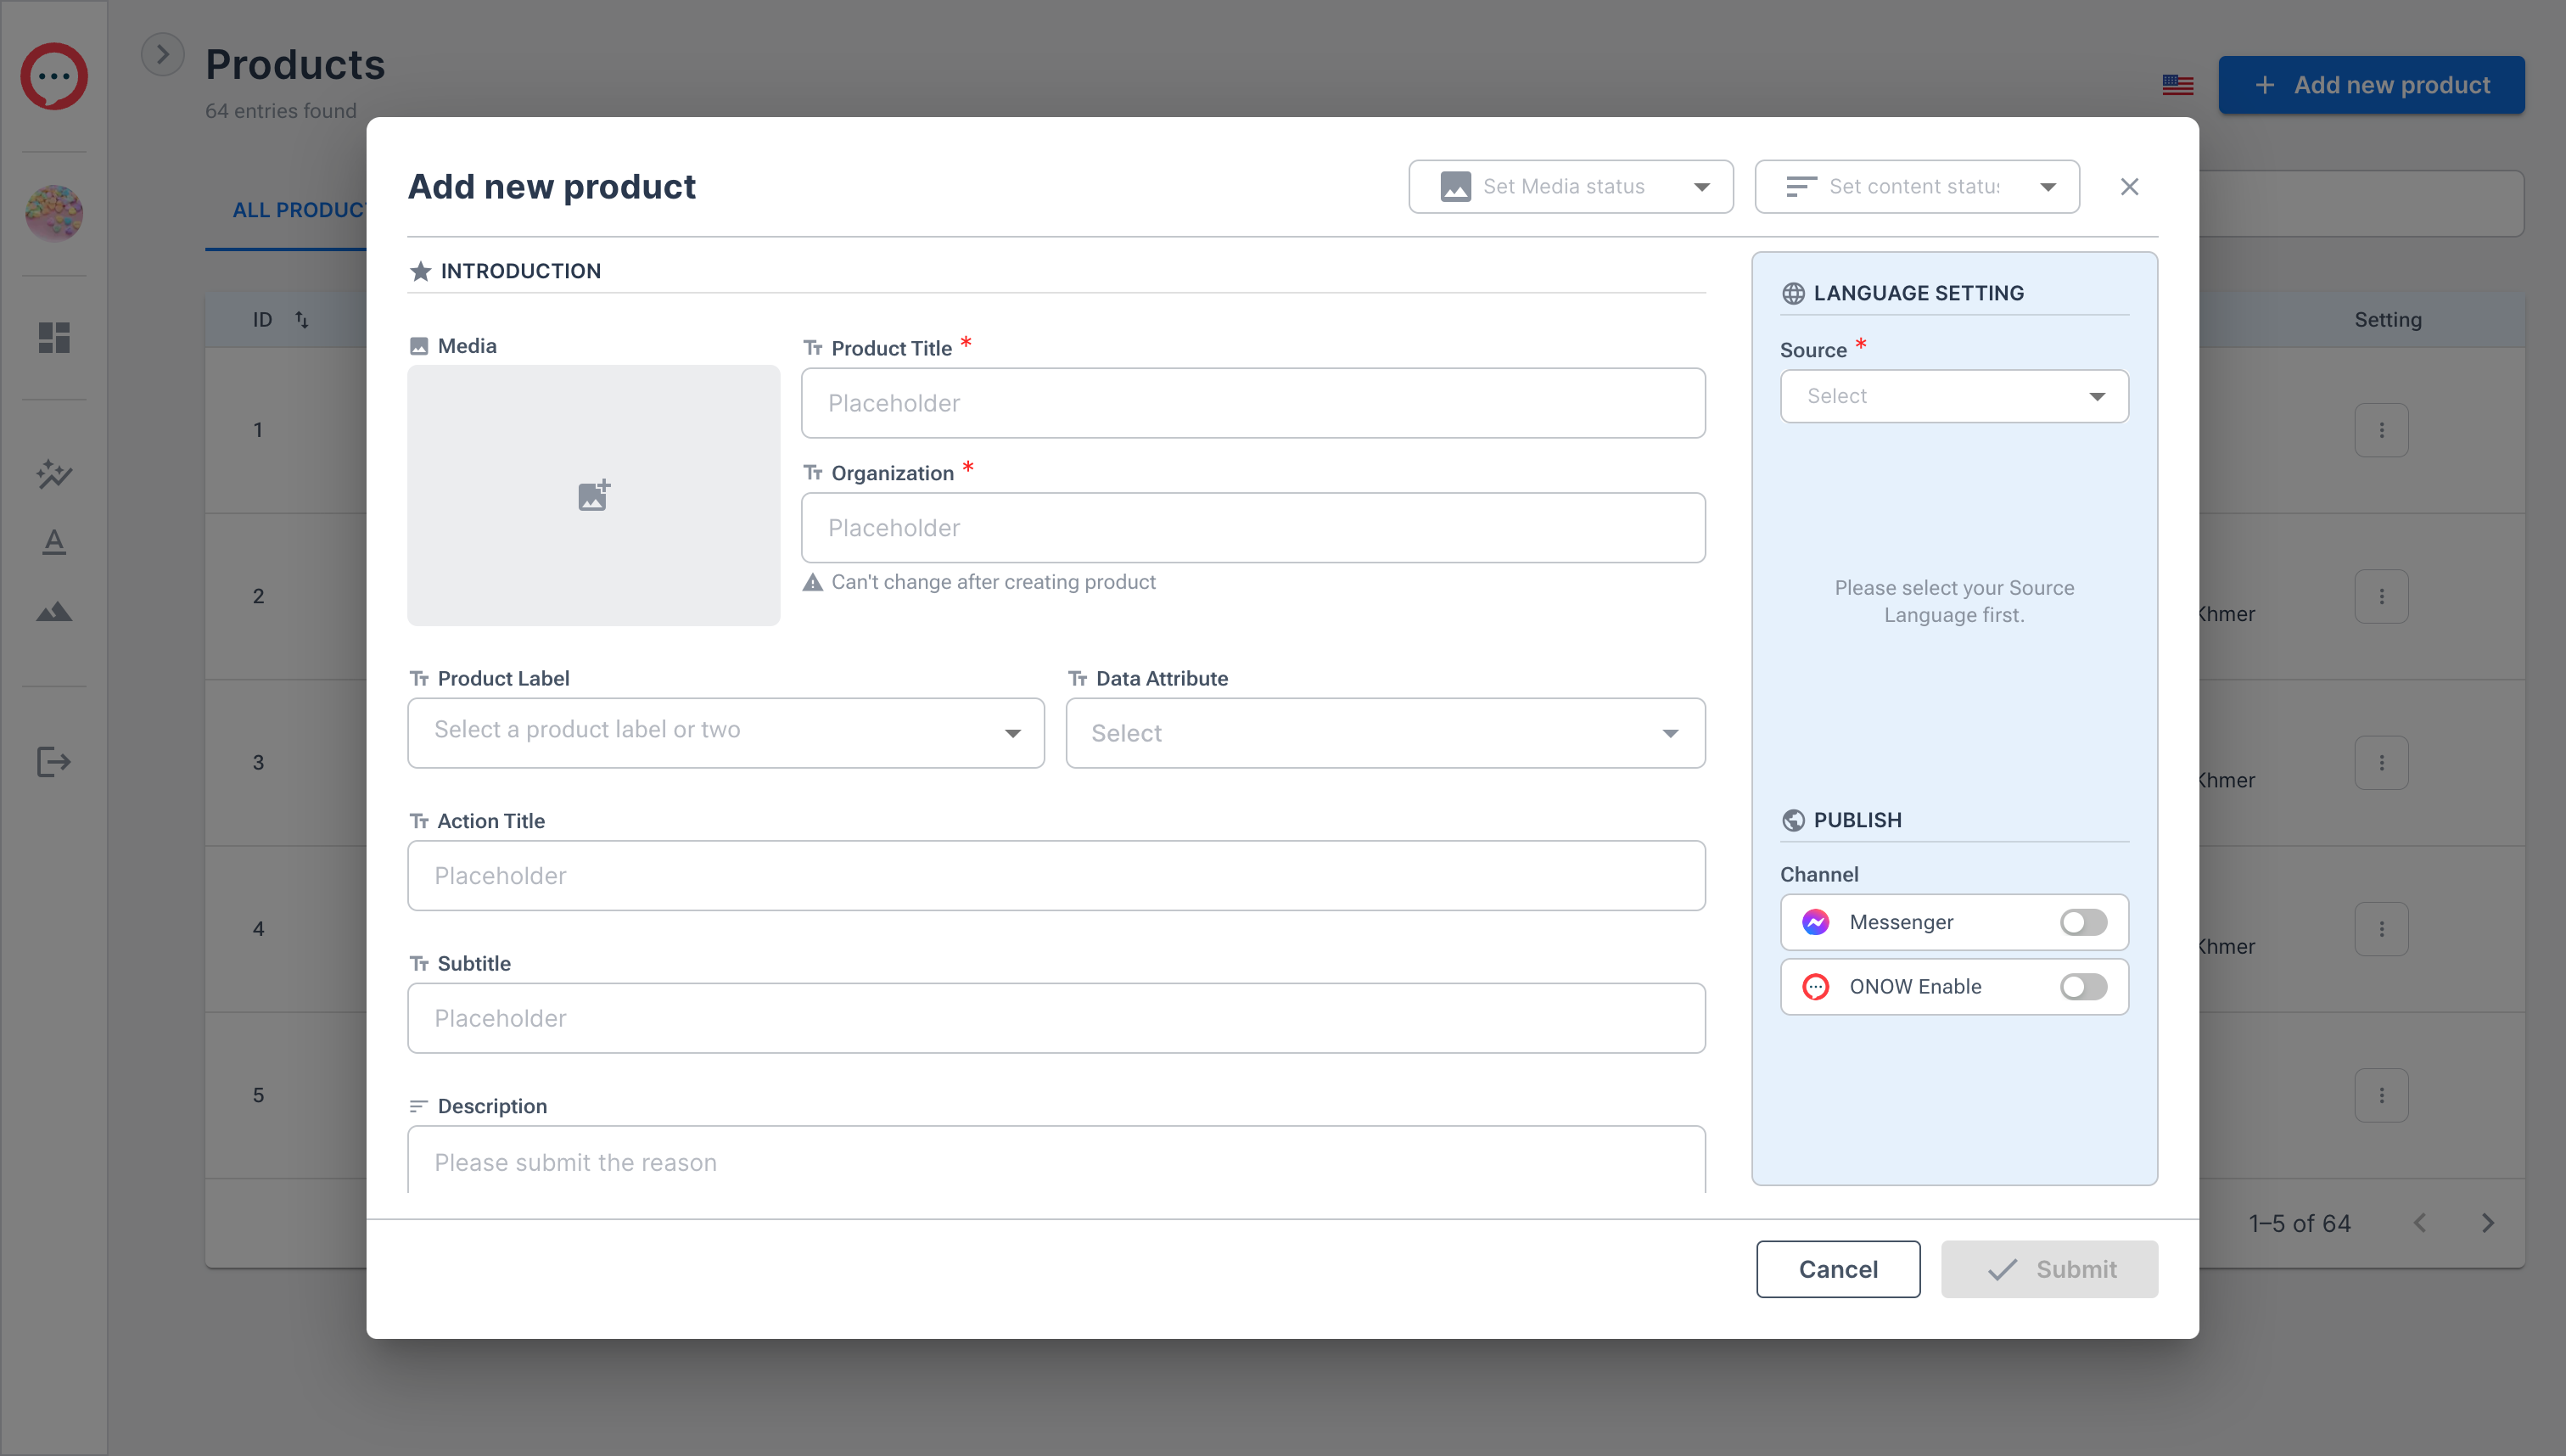 Products
64 entries found
Add new product
ALL PRODUC
ID
Setting
1
2
Khmer
3
Khmer
4
Khmer
5
1–5 of 64
Add new product
Set Media status
Set content status
INTRODUCTION
Media
Product Title *
Placeholder
Organization *
Placeholder
Can't change after creating product
Product Label
Select a product label or two
Data Attribute
Select
Action Title
Placeholder
Subtitle
Placeholder
Description
Please submit the reason
LANGUAGE SETTING
Source *
Select
Please select your Source
Language first.
PUBLISH
Channel
Messenger
ONOW Enable
Cancel
Submit